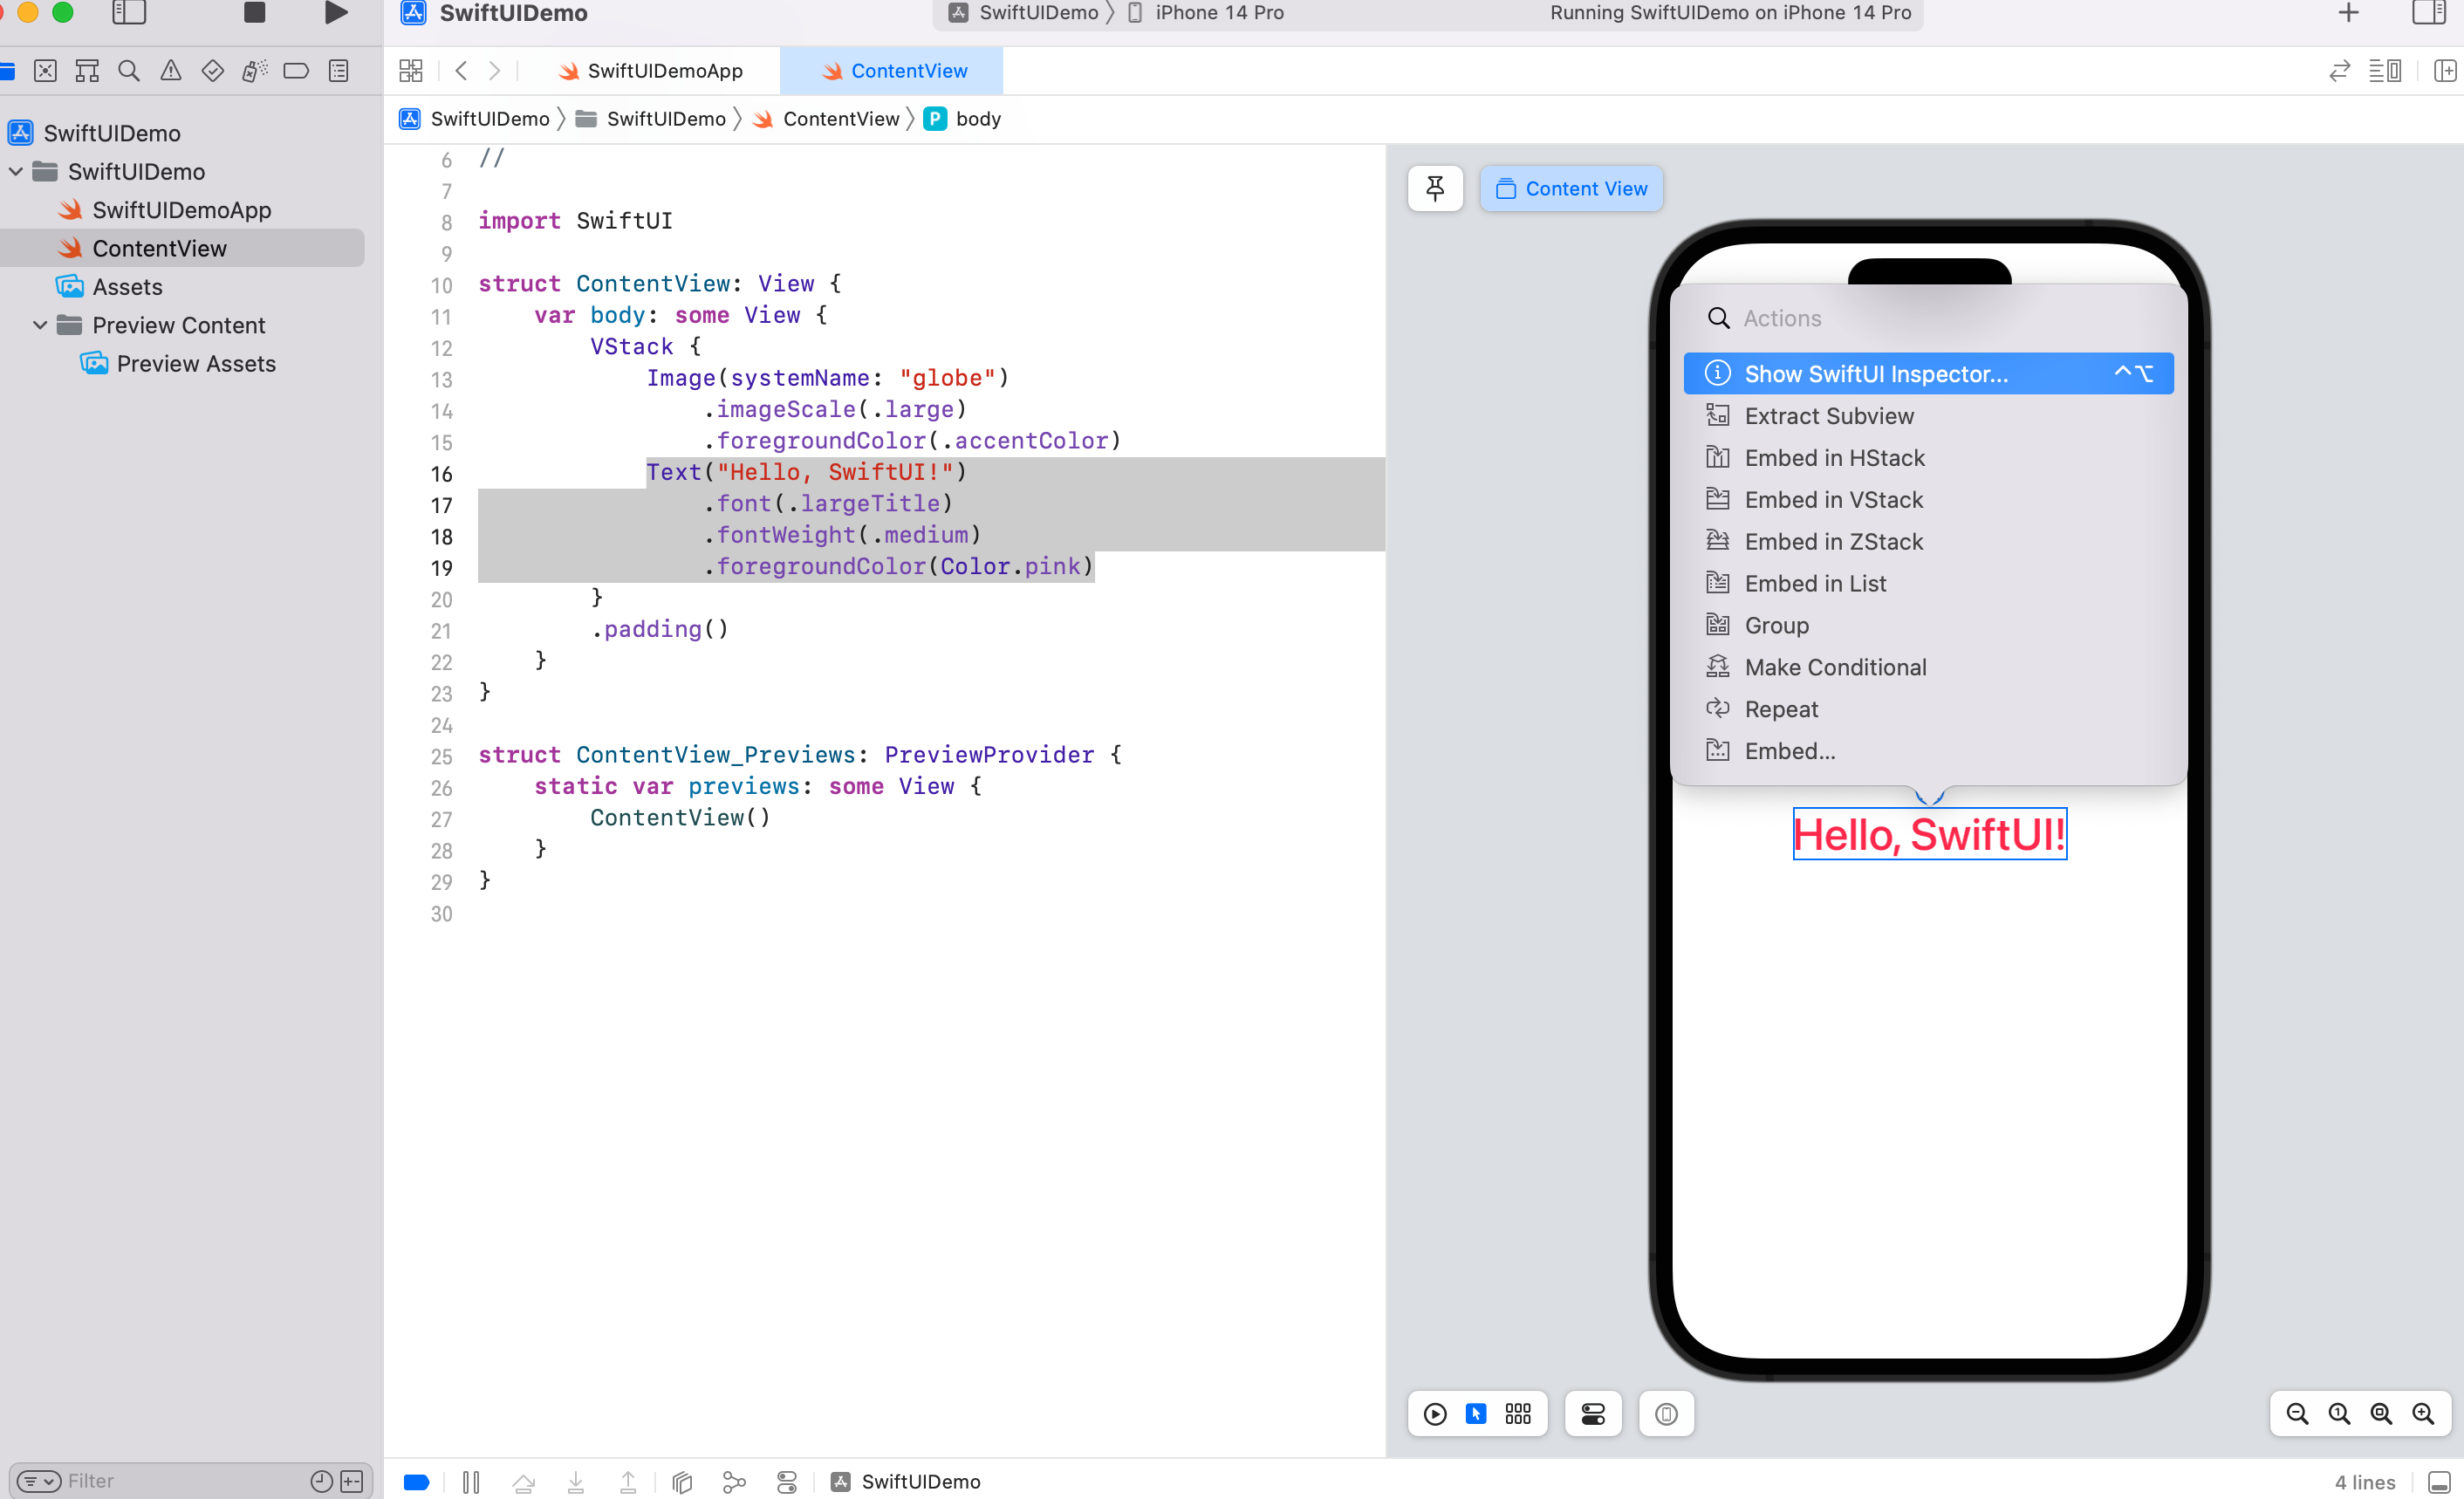 SwiftUIDemo
SwiftUIDemo
iPhone 14 Pro
Running SwiftUIDemo on iPhone 14 Pro
SwiftUIDemoApp
ContentView
SwiftUIDemo
SwiftUIDemo
ContentView
P
body
SwiftUIDemo
SwiftUIDemo
SwiftUIDemoApp
ContentView
Assets
Preview Content
Preview Assets
6 //
7
8 import SwiftUI
9
10 struct ContentView: View {
11 var body: some View {
12 VStack {
13 Image(systemName: "globe")
14 .imageScale(.large)
15 .foregroundColor(.accentColor)
16 Text("Hello, SwiftUI!")
17 .font(.largeTitle)
18 .fontWeight(.medium)
19 .foregroundColor(Color.pink)
20 }
21 .padding()
22 }
23 }
24
25 struct ContentView_Previews: PreviewProvider {
26 static var previews: some View {
27 ContentView()
28 }
29 }
30
Content View
Actions
Show SwiftUI Inspector... ⌃⌥
Extract Subview
Embed in HStack
Embed in VStack
Embed in ZStack
Embed in List
Group
Make Conditional
Repeat
Embed...
Hello, SwiftUI!
Filter
SwiftUIDemo
4 lines